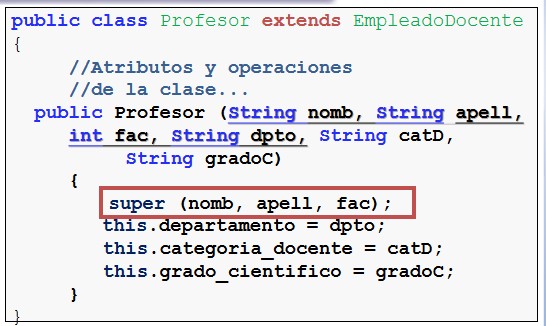 public class Profesor extends EmpleadoDocente
{
//Atributos y operaciones
//de la clase...
public Profesor (String nomb, String apell,
int fac, String dpto, String catD,
String gradoC)
{
super (nomb, apell, fac);
this.departamento = dpto;
this.categoria_docente = catD;
this.grado_cientifico = gradoC;
}
}